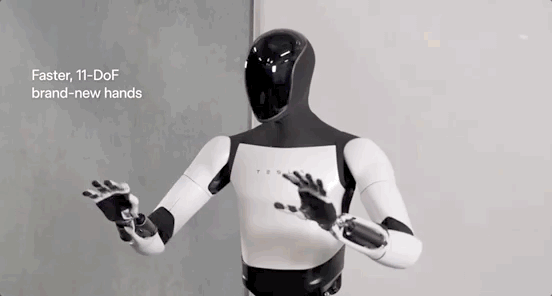 Faster, 11-DoF
brand-new hands